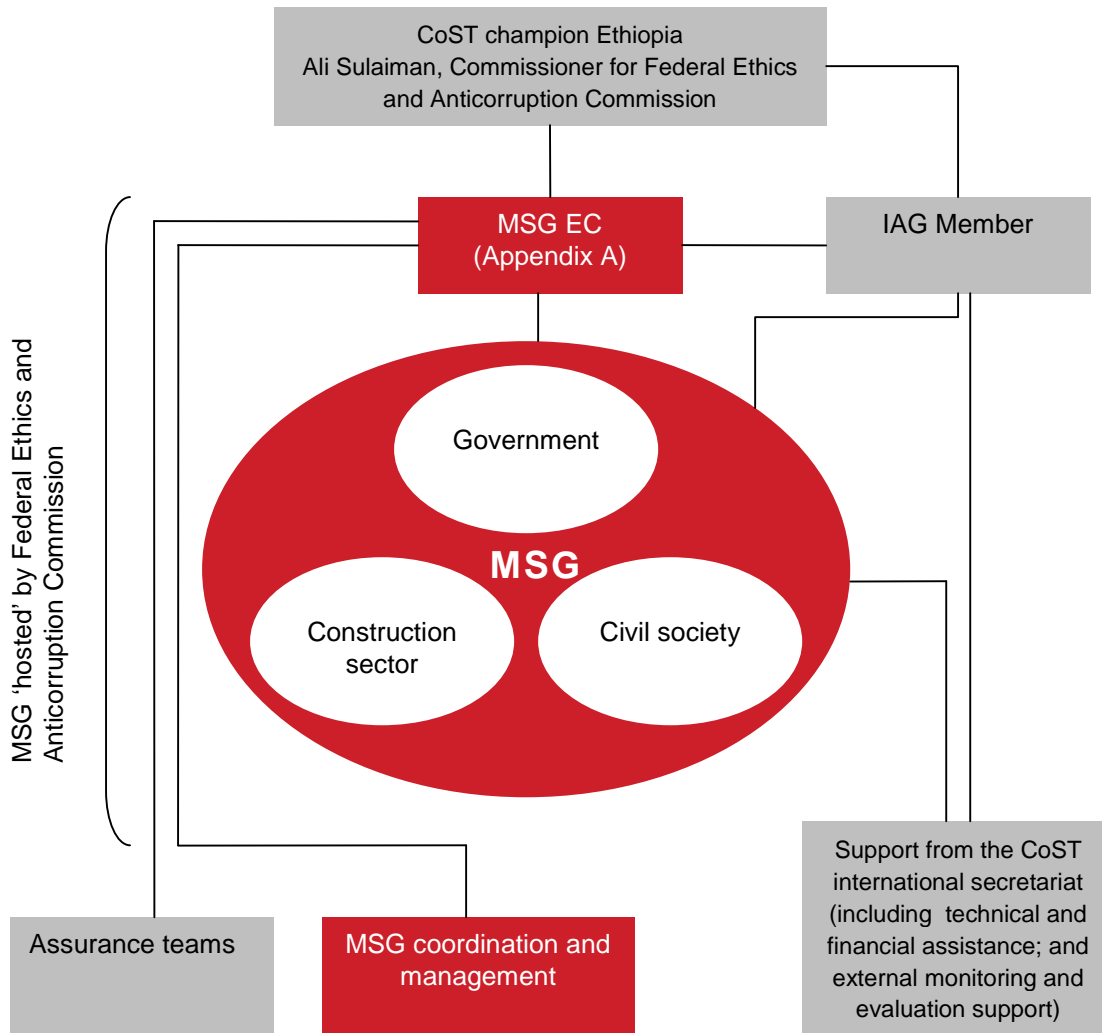 CoST champion Ethiopia
Ali Sulaiman, Commissioner for Federal Ethics
and Anticorruption Commission
MSG EC
(Appendix A)
IAG Member
MSG ‘hosted’ by Federal Ethics and
Anticorruption Commission
Government
MSG
Construction
sector
Civil society
Assurance teams
MSG coordination and
management
Support from the CoST
international secretariat
(including technical and
financial assistance; and
external monitoring and
evaluation support)